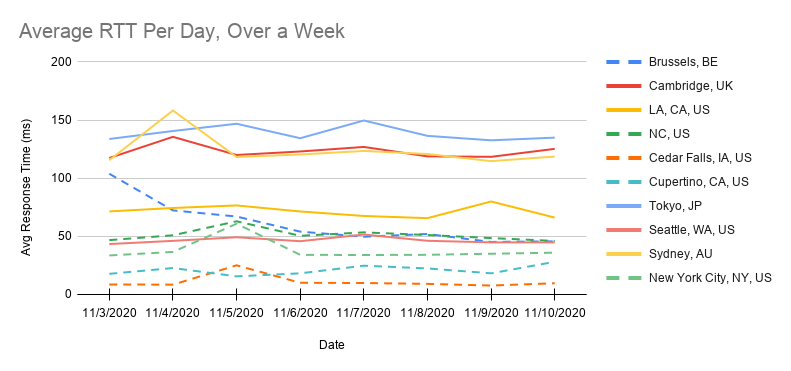 Average RTT Per Day, Over a Week
Avg Response Time (ms)
200
150
100
50
0
11/3/2020 11/4/2020 11/5/2020 11/6/2020 11/7/2020 11/8/2020 11/9/2020 11/10/2020
Date
Brussels, BE
Cambridge, UK
LA, CA, US
NC, US
Cedar Falls, IA, US
Cupertino, CA, US
Tokyo, JP
Seattle, WA, US
Sydney, AU
New York City, NY, US